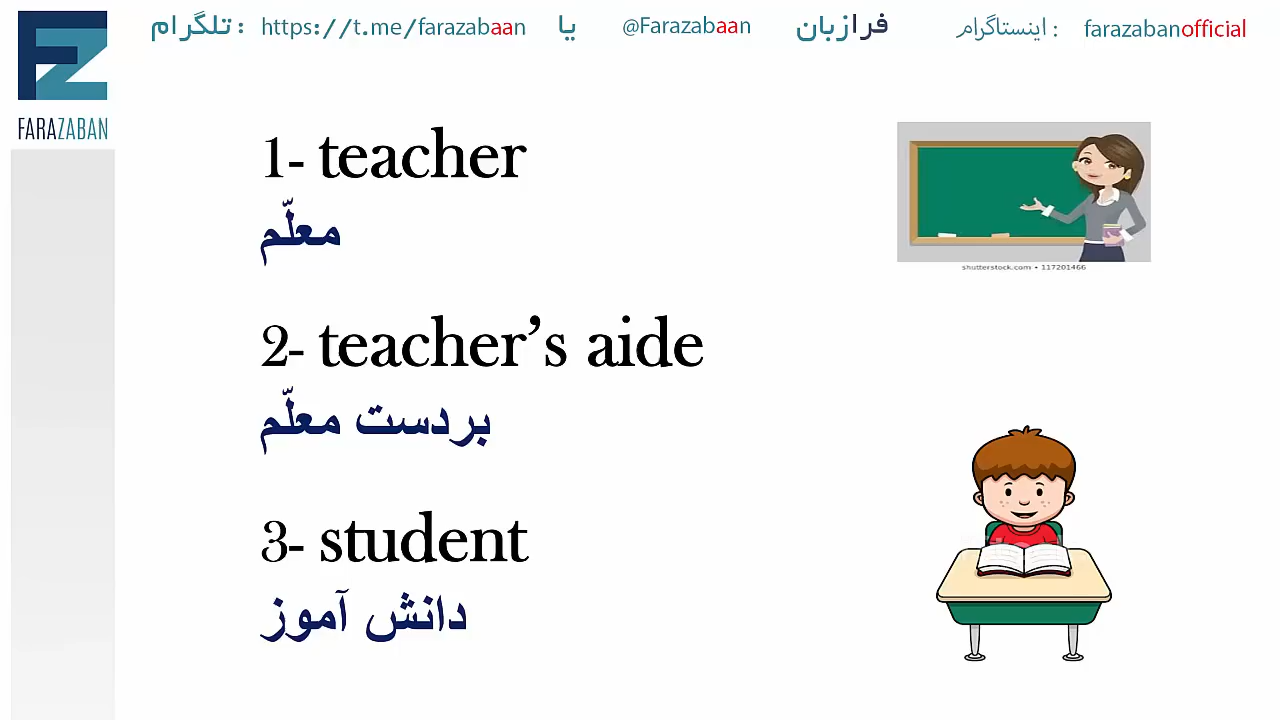 تلگرام : https://t.me/farazabaan یا @Farazabaan فرازبان اینستاگرام : farazabanofficial
FZ
FARAZABAN
1- teacher
معلّم
shutterstock.com • 117201466
2- teacher’s aide
بردست معلّم
3- student
دانش آموز